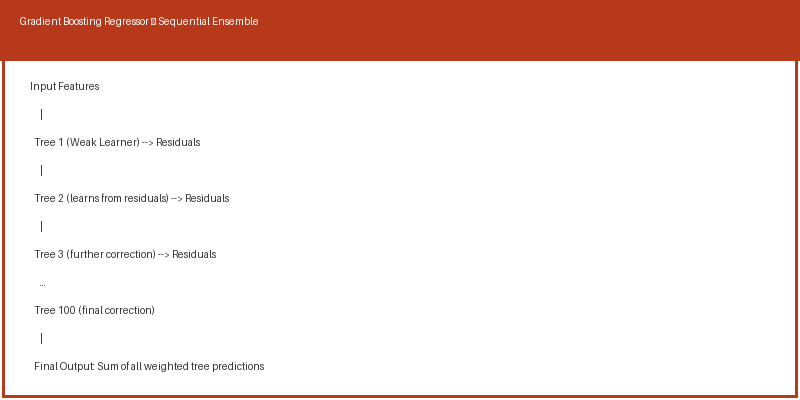 Gradient Boosting Regressor � Sequential Ensemble
Input Features
|
Tree 1 (Weak Learner) --> Residuals
|
Tree 2 (learns from residuals) --> Residuals
|
Tree 3 (further correction) --> Residuals
...
Tree 100 (final correction)
|
Final Output: Sum of all weighted tree predictions